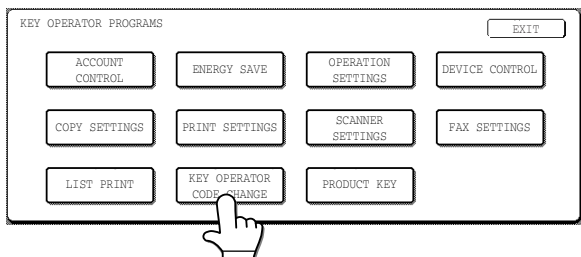 KEY OPERATOR PROGRAMS
EXIT
ACCOUNT
CONTROL
ENERGY SAVE
OPERATION
SETTINGS
DEVICE CONTROL
COPY SETTINGS
PRINT SETTINGS
SCANNER
SETTINGS
FAX SETTINGS
LIST PRINT
KEY OPERATOR
CODE CHANGE
PRODUCT KEY